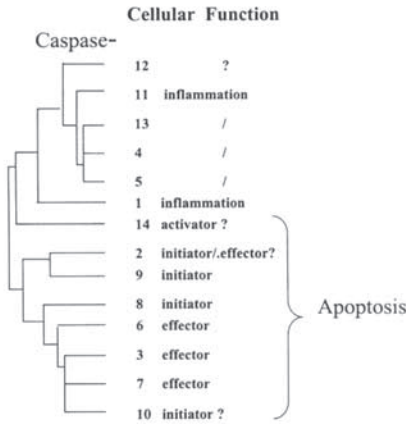 Cellular Function
Caspase-
12 ?
11 inflammation
13 /
4 /
5 /
1 inflammation
14 activator ?
2 initiator/.effector?
9 initiator
8 initiator
6 effector
Apoptosis
3 effector
7 effector
10 initiator ?